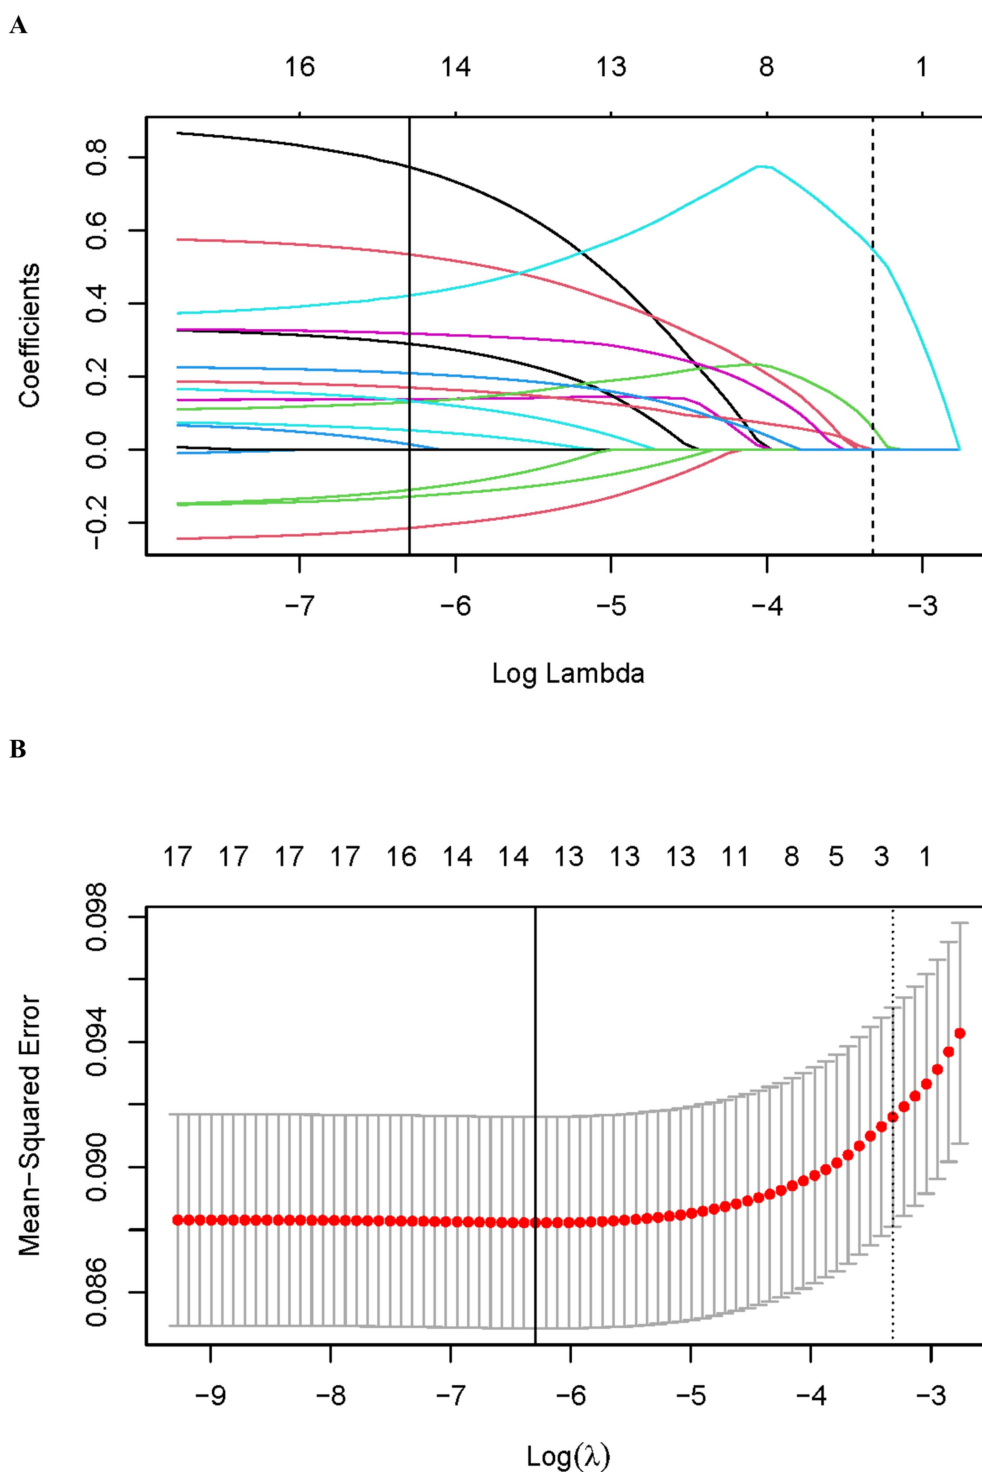 A
16 14 13 8 1
Coefficients
0.8
0.6
0.4
0.2
0.0
−0.2
−7 −6 −5 −4 −3
Log Lambda
B
17 17 17 17 16 14 14 13 13 13 11 8 5 3 1
Mean−Squared Error
0.098
0.094
0.090
0.086
−9 −8 −7 −6 −5 −4 −3
Log(λ)